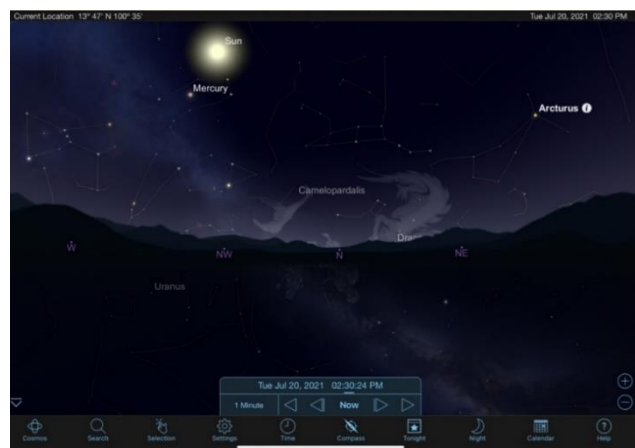 Current Location 13° 47' N 100° 35' Tue Jul 20, 2021 02:30 PM
Sun
Mercury
Arcturus i
Camelopardalis
W NW N NE
Uranus
Tue Jul 20, 2021 02:30:24 PM
1 Minute Now
Cosmos Search Selection Settings Time Compass Tonight Night Calendar Help